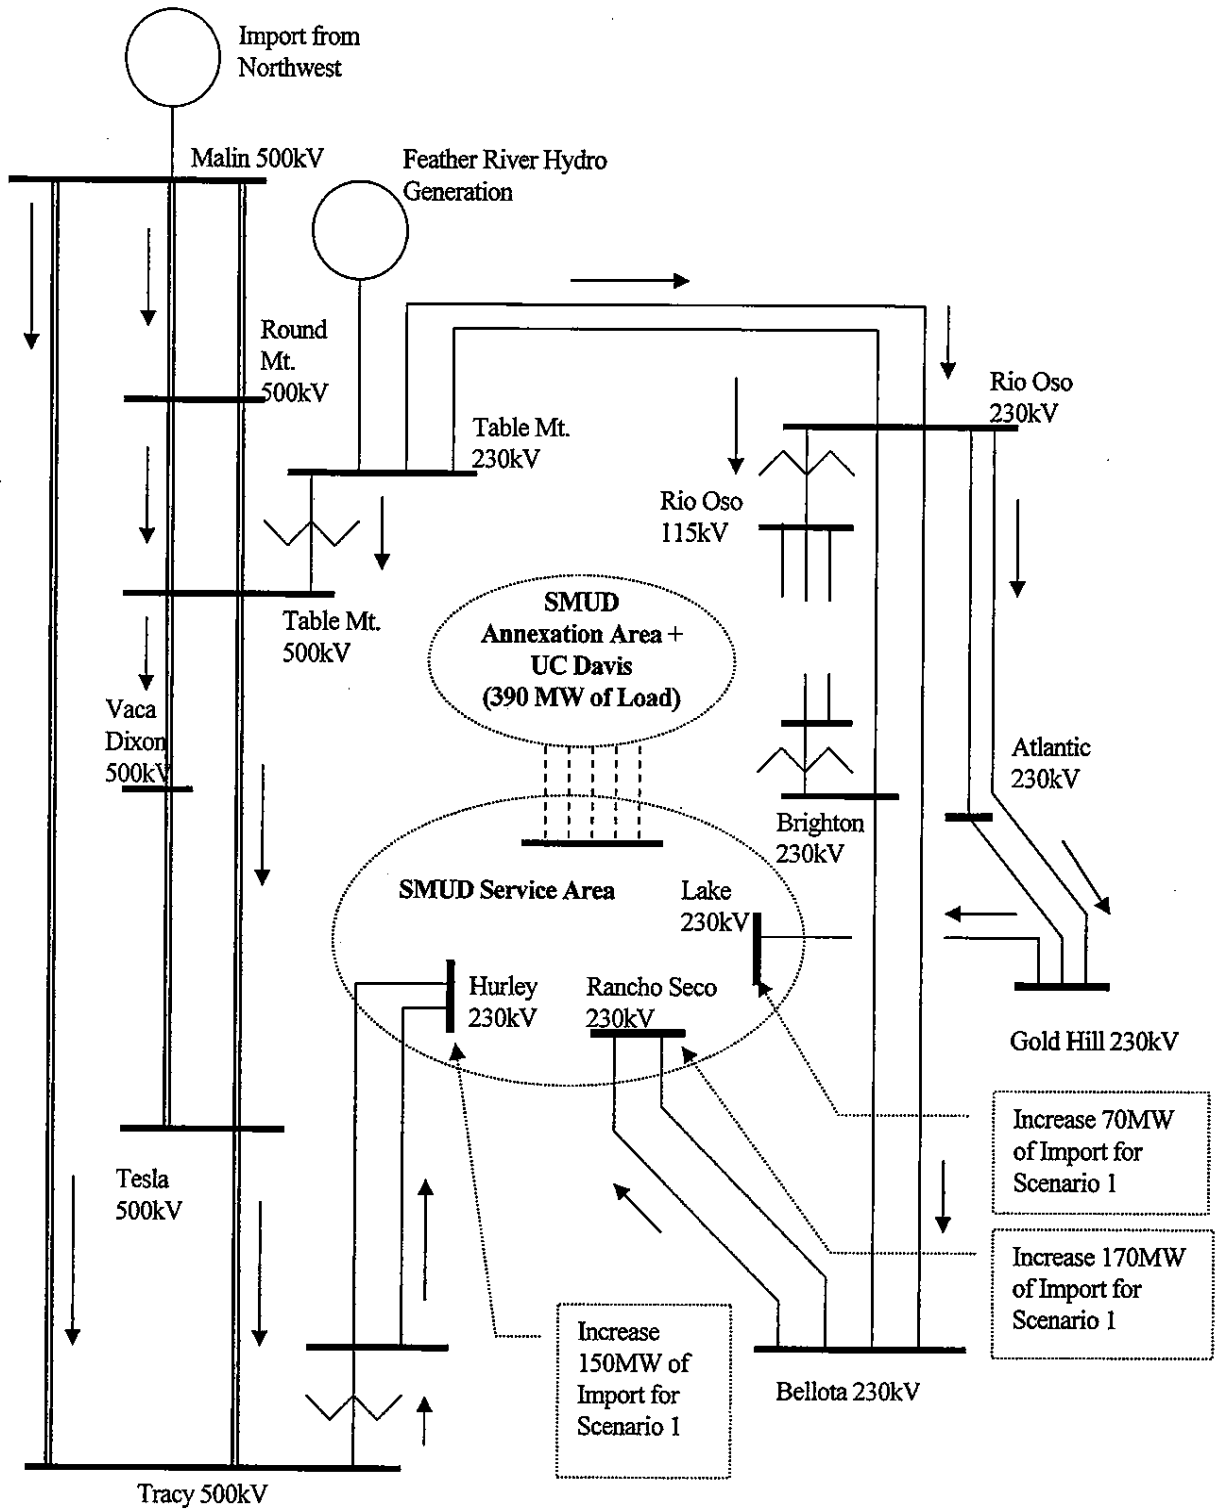 Import from
Northwest
Malin 500kV
Feather River Hydro
Generation
Round
Mt.
500kV
Rio Oso
230kV
Table Mt.
230kV
Rio Oso
115kV
SMUD
Annexation Area +
UC Davis
(390 MW of Load)
Table Mt.
500kV
Vaca
Dixon
500kV
Atlantic
230kV
Brighton
230kV
SMUD Service Area
Lake
230kV
Hurley
230kV
Rancho Seco
230kV
Gold Hill 230kV
Increase 70MW
of Import for
Scenario 1
Tesla
500kV
Increase 170MW
of Import for
Scenario 1
Increase
150MW of
Import for
Scenario 1
Bellota 230kV
Tracy 500kV